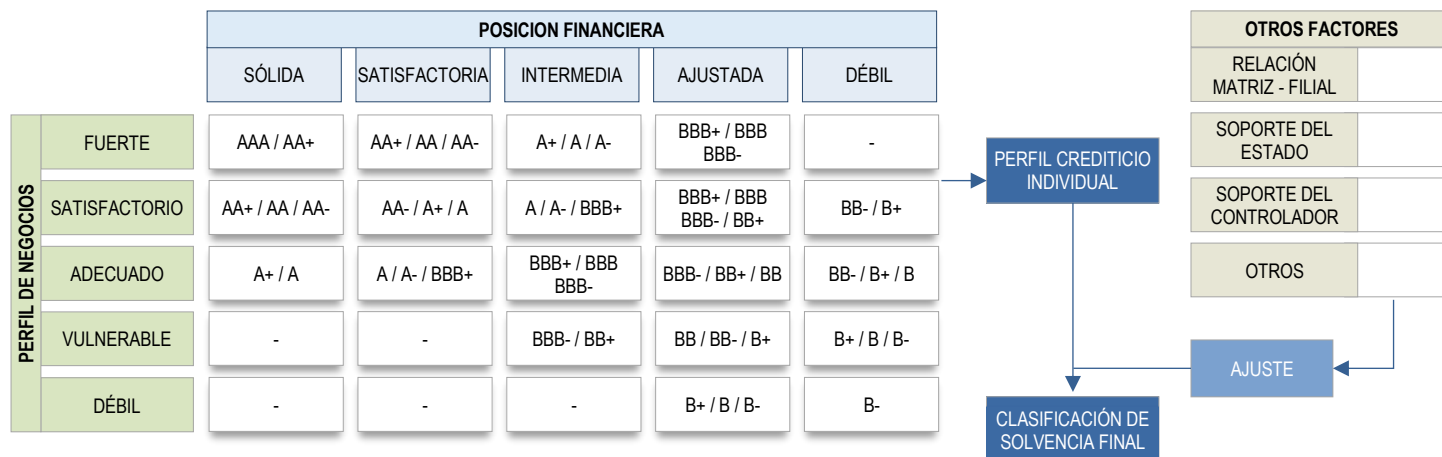 POSICION FINANCIERA
SÓLIDA
SATISFACTORIA
INTERMEDIA
AJUSTADA
DÉBIL
PERFIL DE NEGOCIOS
FUERTE
AAA / AA+
AA+ / AA / AA-
A+ / A / A-
BBB+ / BBB
BBB-
-
SATISFACTORIO
AA+ / AA / AA-
AA- / A+ / A
A / A- / BBB+
BBB+ / BBB
BBB- / BB+
BB- / B+
ADECUADO
A+ / A
A / A- / BBB+
BBB+ / BBB
BBB-
BBB- / BB+ / BB
BB- / B+ / B
VULNERABLE
-
-
BBB- / BB+
BB / BB- / B+
B+ / B / B-
DÉBIL
-
-
-
B+ / B / B-
B-
PERFIL CREDITICIO
INDIVIDUAL
CLASIFICACIÓN DE
SOLVENCIA FINAL
OTROS FACTORES
RELACIÓN
MATRIZ - FILIAL
SOPORTE DEL
ESTADO
SOPORTE DEL
CONTROLADOR
OTROS
AJUSTE